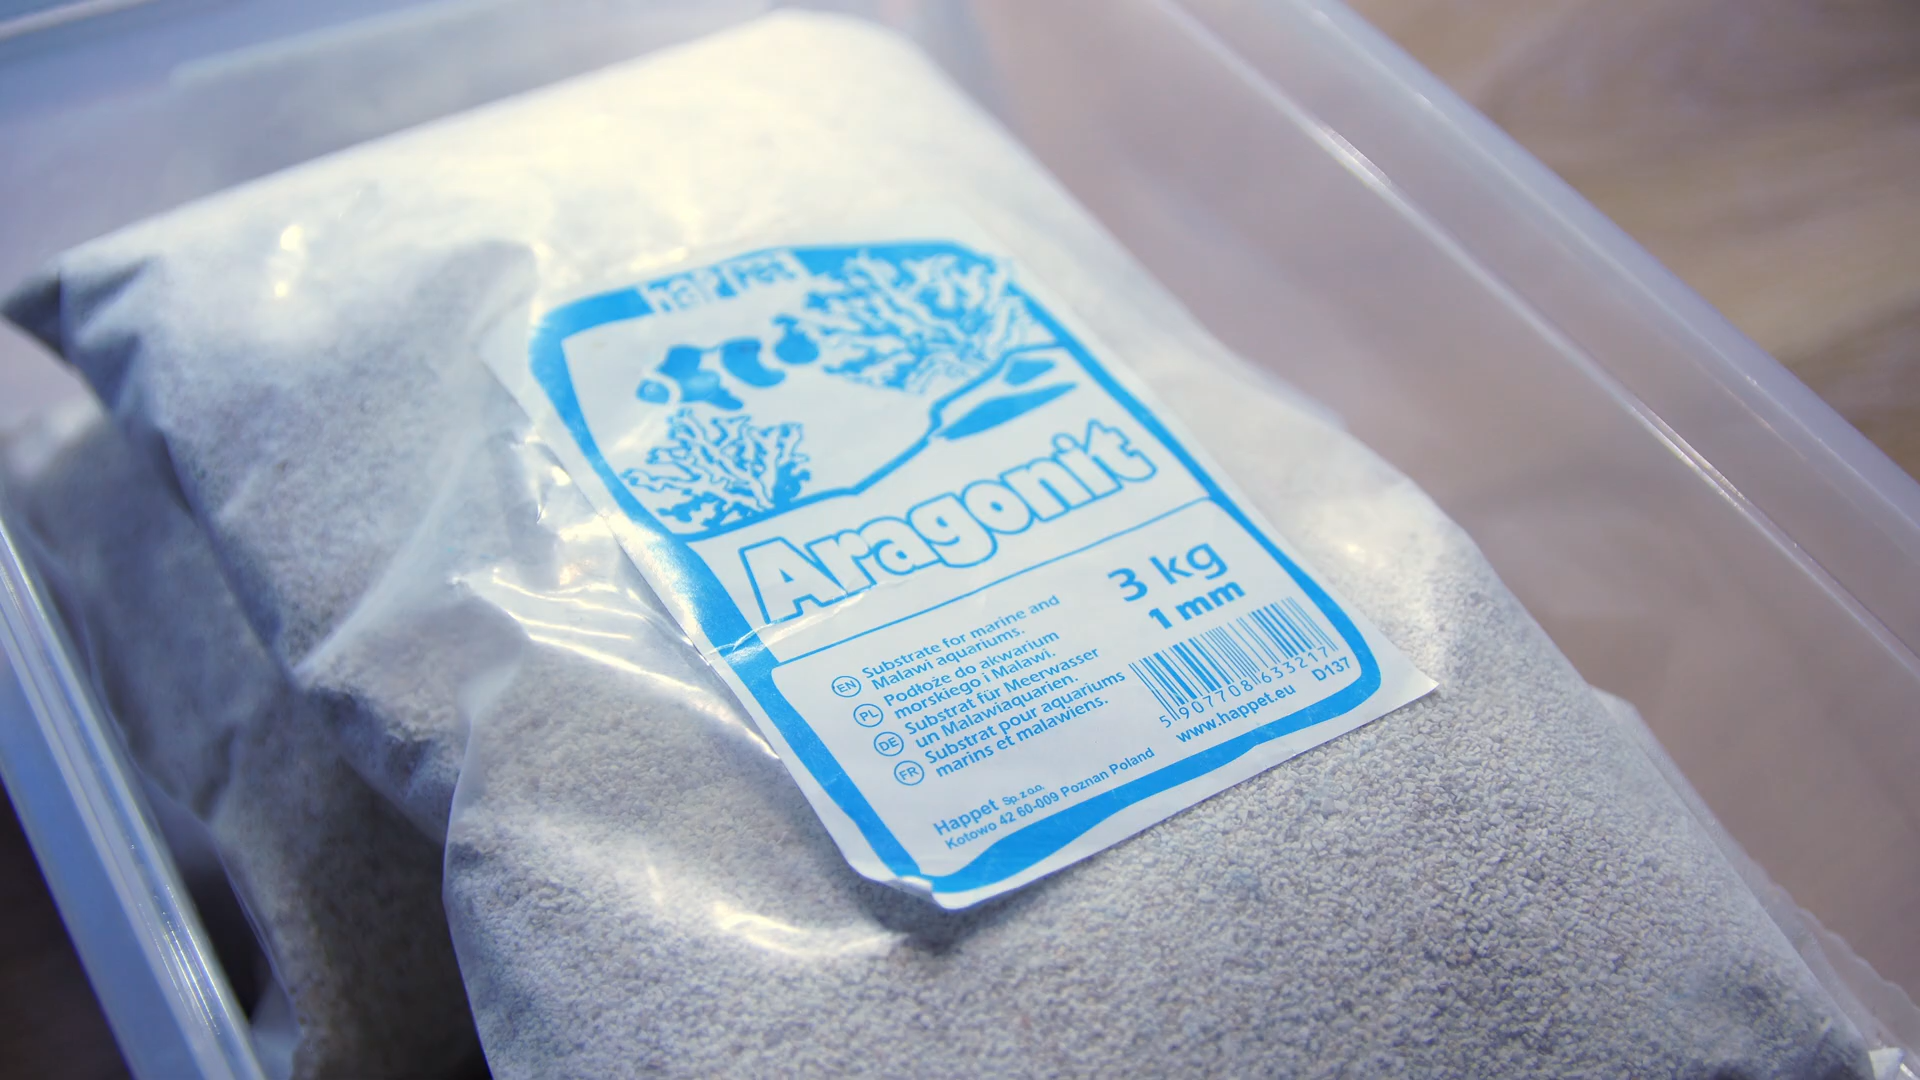 happet
Aragonit
3 kg
1 mm
EN Substrate for marine and
Malawi aquariums.
PL Podłoże do akwarium
morskiego i Malawi.
DE Substrat für Meerwasser
un Malawiaquarien.
FR Substrat pour aquariums
marins et malawiens.
5 907708 633217
www.happet.eu D137
Happet Sp. z o.o.
Kotowo 42 60-009 Poznan Poland